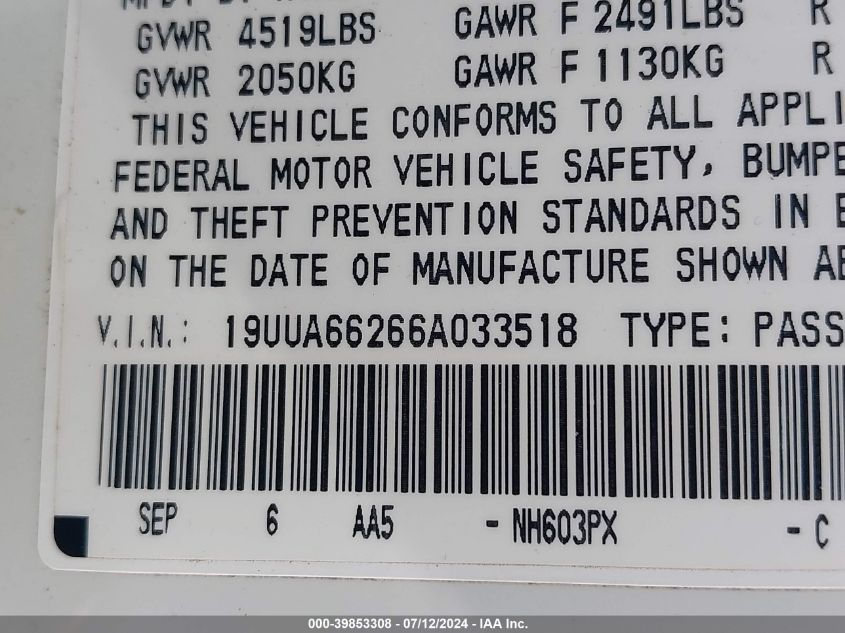 GVWR 4519LBS GAWR F 2491LBS R
GVWR 2050KG GAWR F 1130KG R
THIS VEHICLE CONFORMS TO ALL APPLI
FEDERAL MOTOR VEHICLE SAFETY, BUMPE
AND THEFT PREVENTION STANDARDS IN E
ON THE DATE OF MANUFACTURE SHOWN AB
V.I.N.: 19UUA66266A033518 TYPE: PASS
SEP 6 AA5 - NH603PX - C
000-39853308 - 07/12/2024 - IAA Inc.